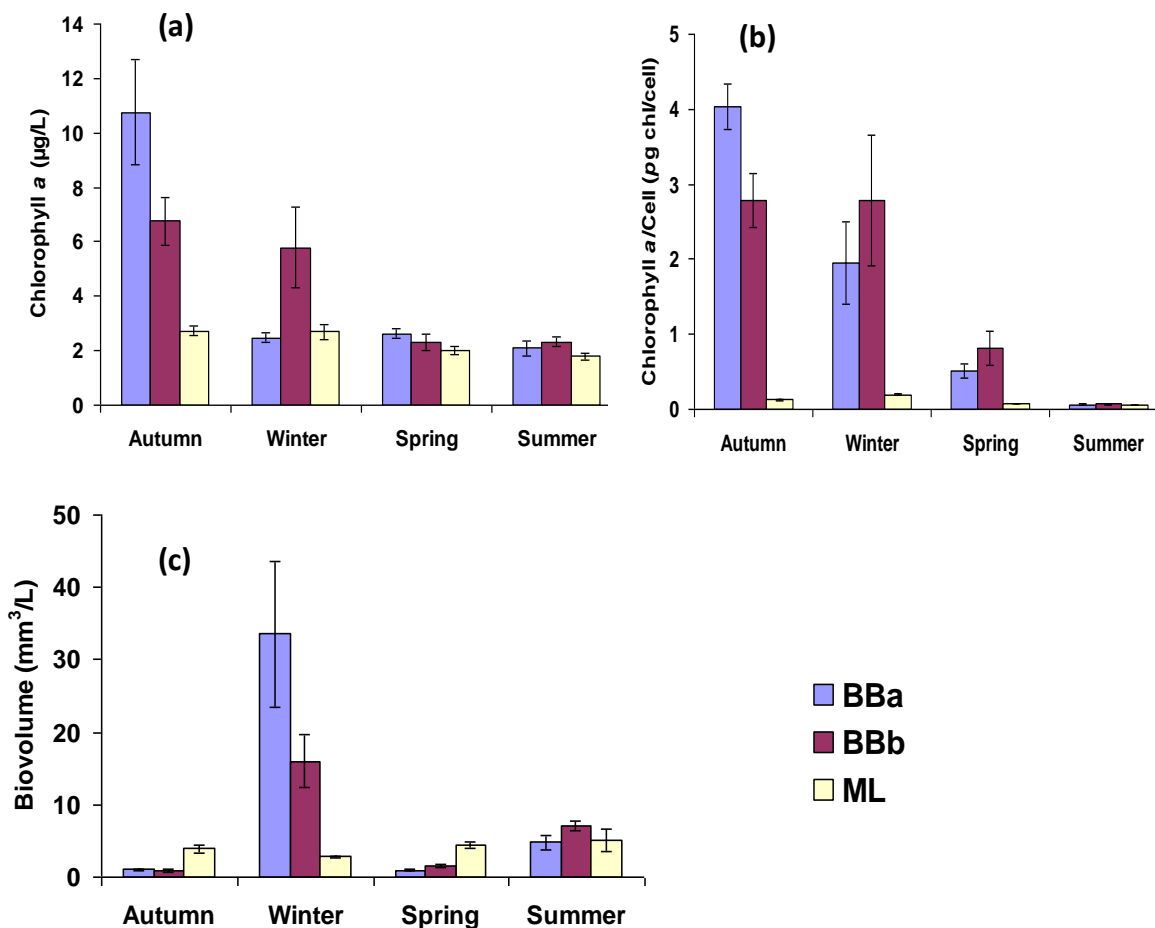 (a)
Chlorophyll a (µg/L)
14
12
10
8
6
4
2
0
Autumn Winter Spring Summer
(b)
Chlorophyll a/Cell (pg chl/cell)
5
4
3
2
1
0
Autumn Winter Spring Summer
(c)
Biovolume (mm³/L)
50
40
30
20
10
0
Autumn Winter Spring Summer
BBa
BBb
ML